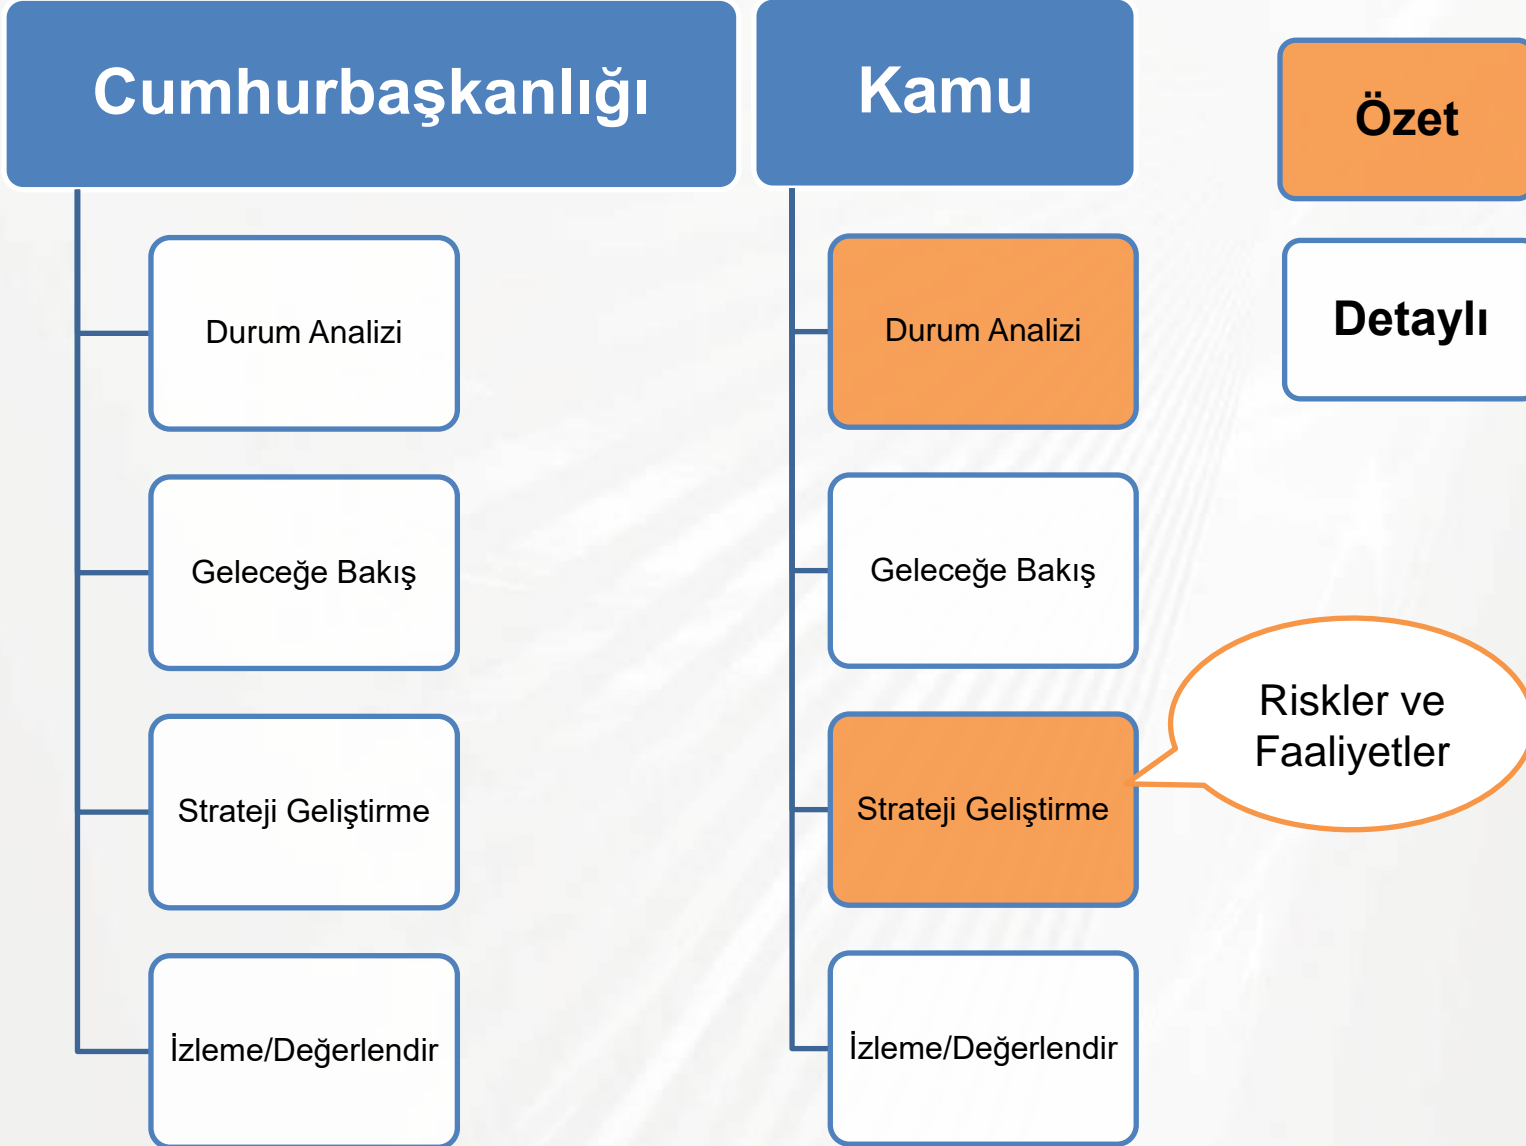 Cumhurbaşkanlığı
Durum Analizi
Geleceğe Bakış
Strateji Geliştirme
İzleme/Değerlendir
Kamu
Durum Analizi
Geleceğe Bakış
Strateji Geliştirme
İzleme/Değerlendir
Riskler ve
Faaliyetler
Özet
Detaylı